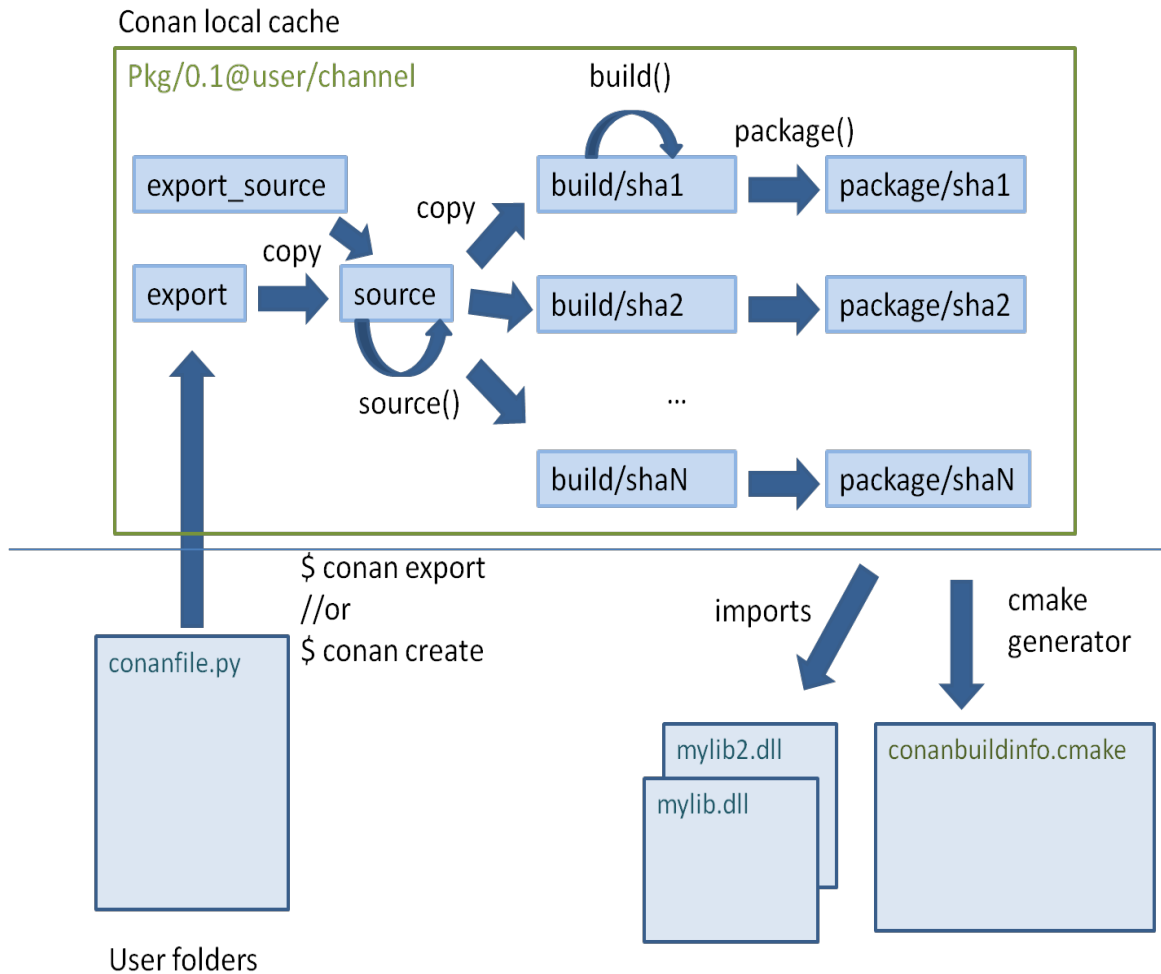 Conan local cache
Pkg/0.1@user/channel
build()
package()
export_source
build/sha1
package/sha1
copy
copy
export
source
build/sha2
package/sha2
source()
...
build/shaN
package/shaN
$ conan export
//or
$ conan create
imports
cmake
generator
conanfile.py
mylib2.dll
mylib.dll
conanbuildinfo.cmake
User folders